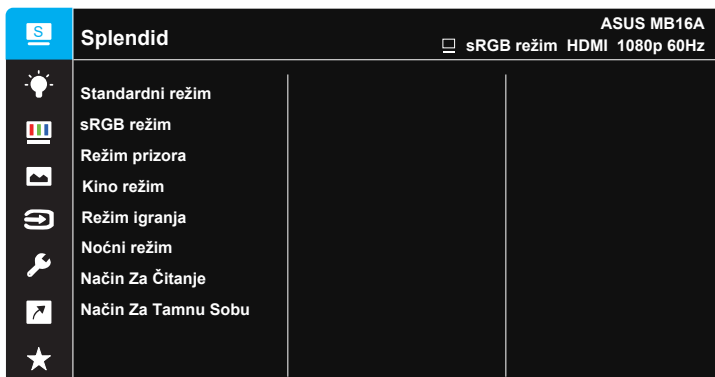 S
Splendid
ASUS MB16A
sRGB režim HDMI 1080p 60Hz
Standardni režim
sRGB režim
Režim prizora
Kino režim
Režim igranja
Noćni režim
Način Za Čitanje
Način Za Tamnu Sobu